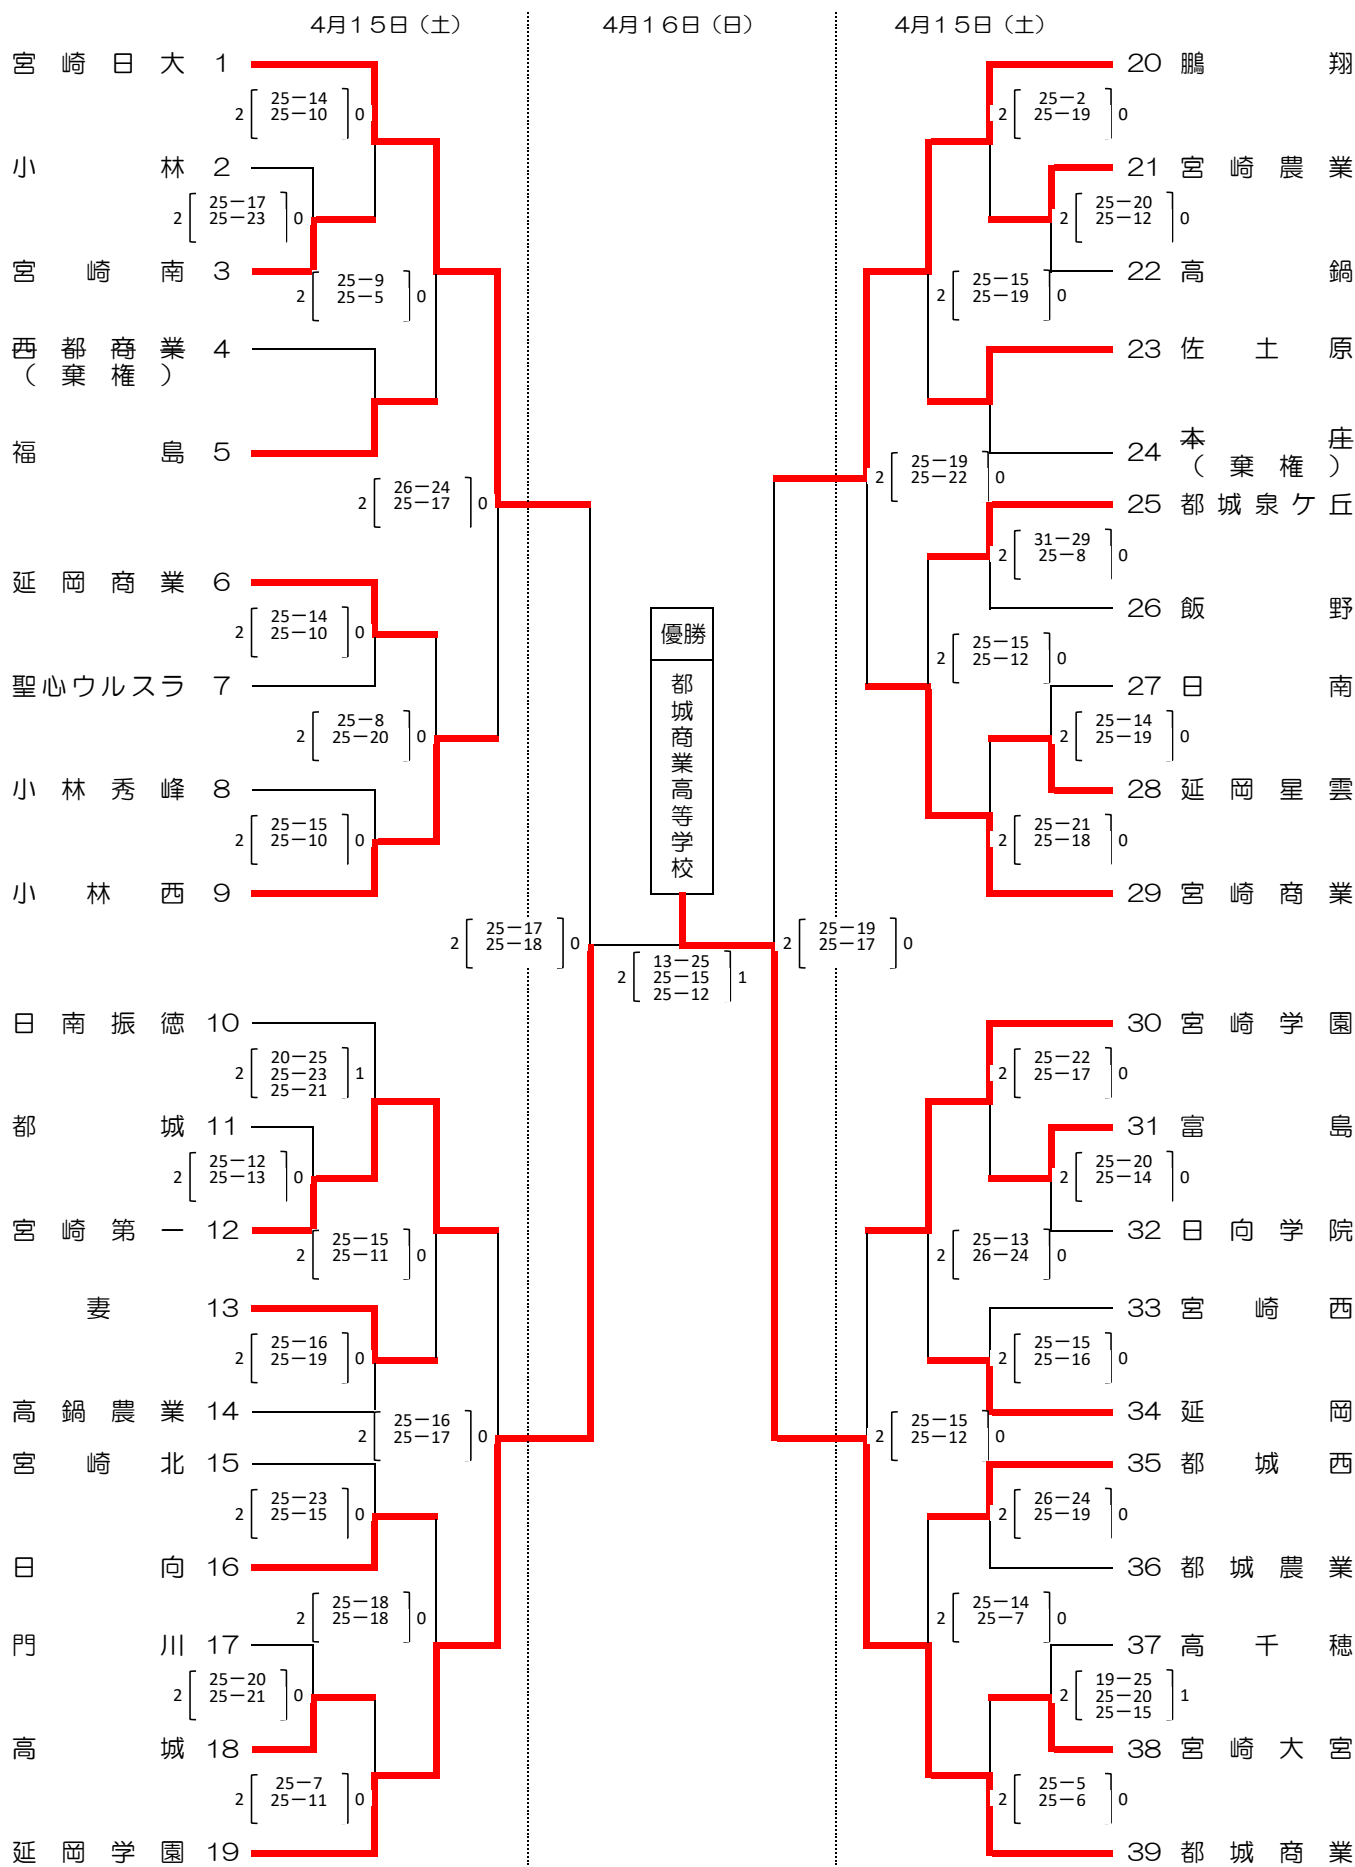 4月15日（土）
4月16日（日）
4月15日（土）
宮崎日大 1
2 25－14 0
25－10
小林 2
2 25－17 0
25－23
宮崎南 3
2 25－9 0
25－5
西都商業 4
（棄権）
福島 5
2 26－24 0
25－17
延岡商業 6
2 25－14 0
25－10
聖心ウルスラ 7
2 25－8 0
25－20
小林秀峰 8
2 25－15 0
25－10
小林西 9
2 25－17 0
25－18
日南振徳 10
2 20－25 1
25－23
25－21
都城 11
2 25－12 0
25－13
宮崎第一 12
2 25－15 0
25－11
妻 13
2 25－16 0
25－19
高鍋農業 14
2 25－16 0
25－17
宮崎北 15
2 25－23 0
25－15
日向 16
2 25－18 0
25－18
門川 17
2 25－20 0
25－21
高城 18
2 25－7 0
25－11
延岡学園 19
優勝
都城商業高等学校
2 13－25 1
25－15
25－12
20 鵬翔
2 25－2 0
25－19
21 宮崎農業
2 25－20 0
25－12
22 高鍋
2 25－15 0
25－19
23 佐土原
24 本庄
（棄権）
2 25－19 0
25－22
25 都城泉ケ丘
2 31－29 0
25－8
26 飯野
2 25－15 0
25－12
27 日南
2 25－14 0
25－19
28 延岡星雲
2 25－21 0
25－18
29 宮崎商業
2 25－19 0
25－17
30 宮崎学園
2 25－22 0
25－17
31 富島
2 25－20 0
25－14
32 日向学院
2 25－13 0
26－24
33 宮崎西
2 25－15 0
25－16
34 延岡
2 25－15 0
25－12
35 都城西
2 26－24 0
25－19
36 都城農業
2 25－14 0
25－7
37 高千穂
2 19－25 1
25－20
25－15
38 宮崎大宮
2 25－5 0
25－6
39 都城商業